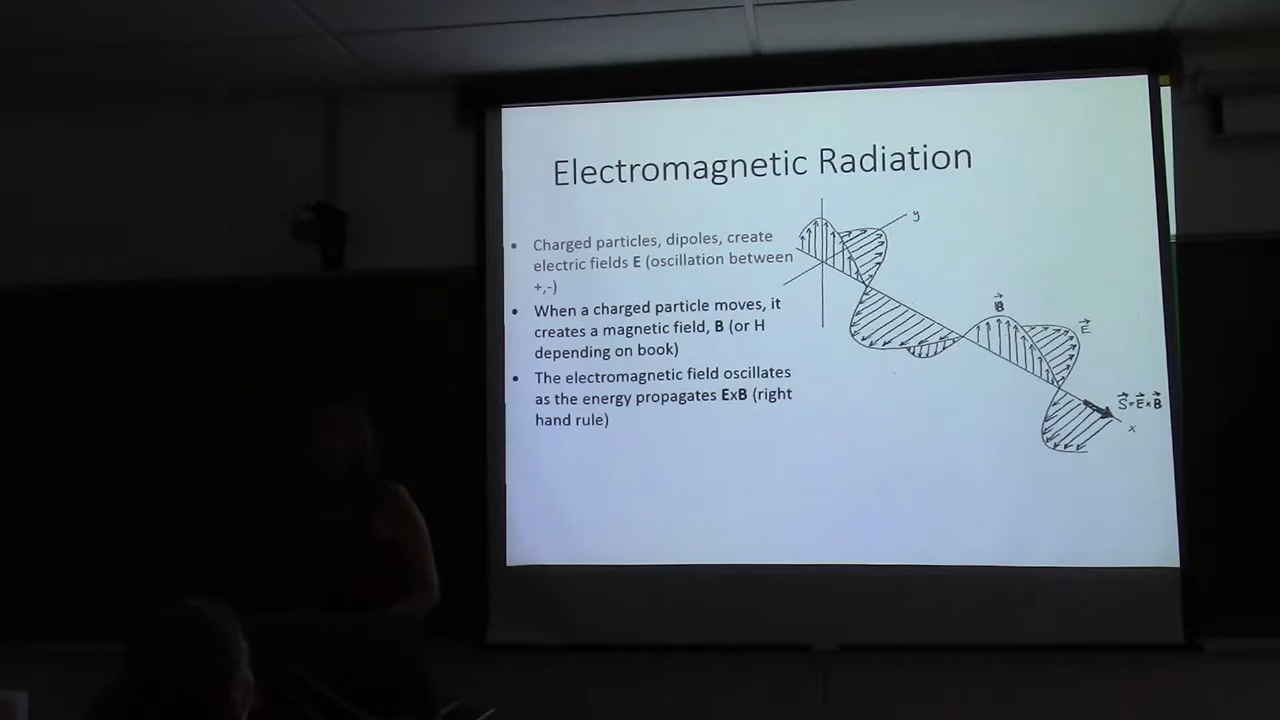 Electromagnetic Radiation
• Charged particles, dipoles, create
electric fields E (oscillation between
+,-)
• When a charged particle moves, it
creates a magnetic field, B (or H
depending on book)
• The electromagnetic field oscillates
as the energy propagates ExB (right
hand rule)
y
B⃗
E⃗
S⃗=E⃗×B⃗
x